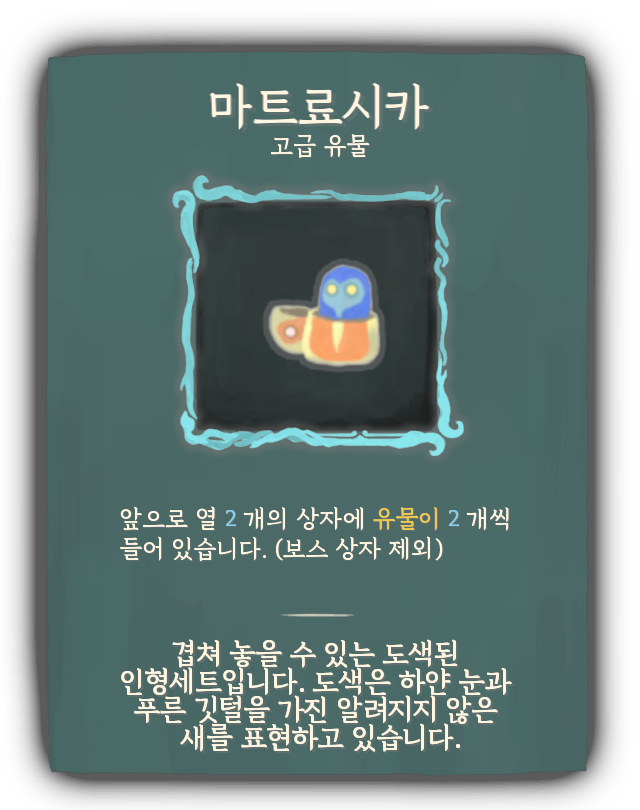 마트료시카
고급 유물
앞으로 열 2 개의 상자에 유물이 2 개씩
들어 있습니다. (보스 상자 제외)
겹쳐 놓을 수 있는 도색된
인형세트입니다. 도색은 하얀 눈과
푸른 깃털을 가진 알려지지 않은
새를 표현하고 있습니다.